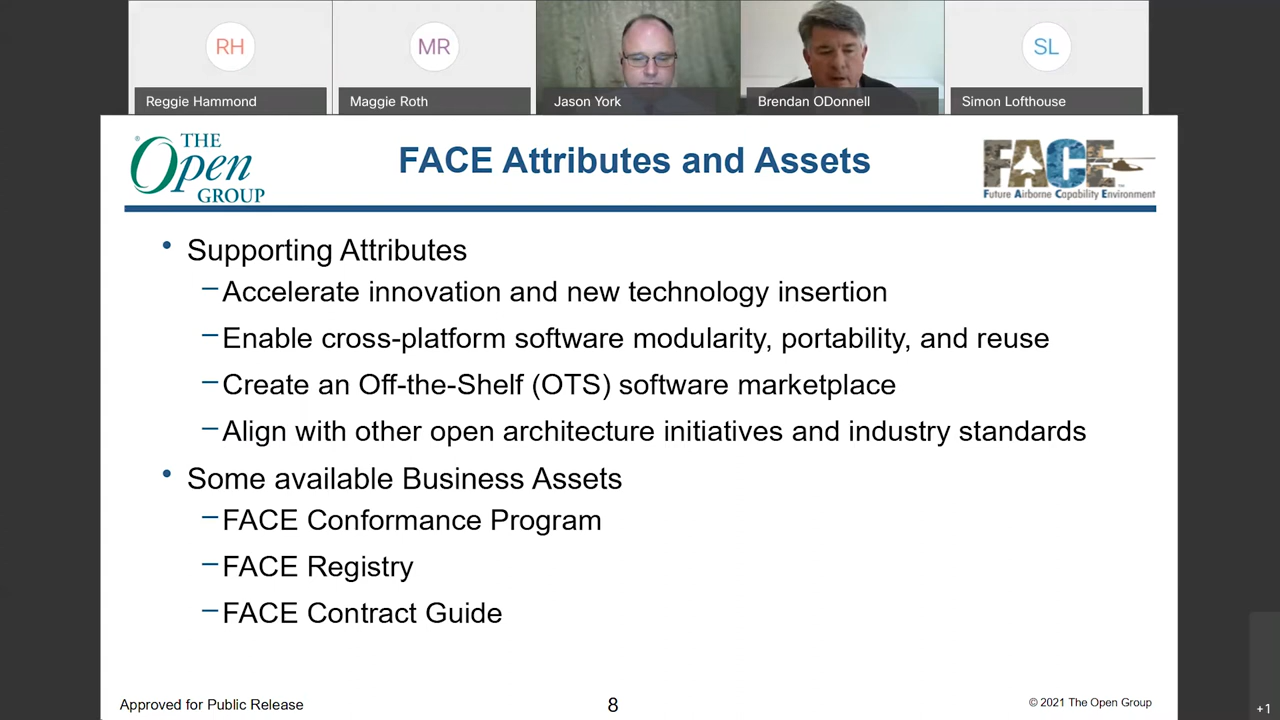 RH
MR
SL
Reggie Hammond
Maggie Roth
Jason York
Brendan ODonnell
Simon Lofthouse
® THE
Open
GROUP
FACE Attributes and Assets
FACE™
Future Airborne Capability Environment
• Supporting Attributes
– Accelerate innovation and new technology insertion
– Enable cross-platform software modularity, portability, and reuse
– Create an Off-the-Shelf (OTS) software marketplace
– Align with other open architecture initiatives and industry standards
• Some available Business Assets
– FACE Conformance Program
– FACE Registry
– FACE Contract Guide
Approved for Public Release
8
© 2021 The Open Group
+1